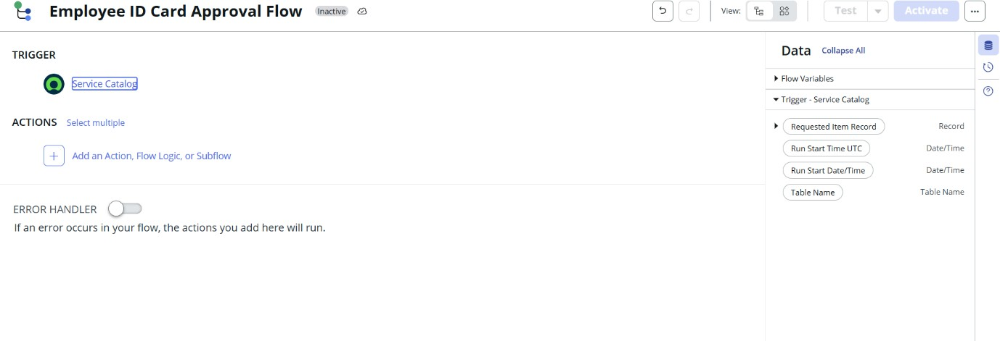 Employee ID Card Approval Flow Inactive View: Test Activate ...
TRIGGER
Service Catalog
ACTIONS Select multiple
Add an Action, Flow Logic, or Subflow
ERROR HANDLER
If an error occurs in your flow, the actions you add here will run.
Data Collapse All
Flow Variables
Trigger - Service Catalog
Requested Item Record Record
Run Start Time UTC Date/Time
Run Start Date/Time Date/Time
Table Name Table Name